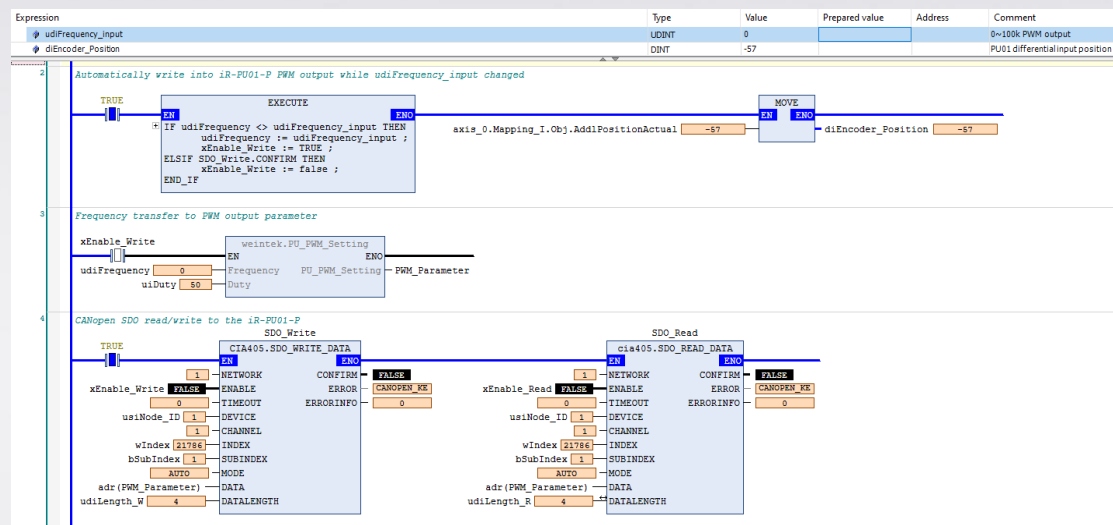 Expression Type Value Prepared value Address Comment
udiFrequency_input UDINT 0 0~100k PWM output
diEncoder_Position DINT -57 PU01 differential input position
2 Automatically write into iR-PU01-P PWM output while udiFrequency_input changed
TRUE EXECUTE MOVE
EN ENO EN ENO
IF udiFrequency <> udiFrequency_input THEN
axis_0.Mapping_I.Obj.AddlPositionActual -57 diEncoder_Position -57
udiFrequency := udiFrequency_input ;
xEnable_Write := TRUE ;
ELSIF SDO_Write.CONFIRM THEN
xEnable_Write := false ;
END_IF
3 Frequency transfer to PWM output parameter
xEnable_Write weintek.PU_PWM_Setting
EN ENO
udiFrequency 0 Frequency PU_PWM_Setting PWM_Parameter
uiDuty 50 Duty
4 CANopen SDO read/write to the iR-PU01-P
SDO_Write SDO_Read
TRUE CIA405.SDO_WRITE_DATA cia405.SDO_READ_DATA
EN ENO EN ENO
1 NETWORK CONFIRM FALSE 1 NETWORK CONFIRM FALSE
xEnable_Write FALSE ENABLE ERROR CANOPEN_KE xEnable_Read FALSE ENABLE ERROR CANOPEN_KE
0 TIMEOUT ERRORINFO 0 0 TIMEOUT ERRORINFO 0
usiNode_ID 1 DEVICE usiNode_ID 1 DEVICE
1 CHANNEL 1 CHANNEL
wIndex 21786 INDEX wIndex 21786 INDEX
bSubIndex 1 SUBINDEX bSubIndex 1 SUBINDEX
AUTO MODE AUTO MODE
adr(PWM_Parameter) DATA adr(PWM_Parameter) DATA
udiLength_W 4 DATALENGTH udiLength_R 4 DATALENGTH